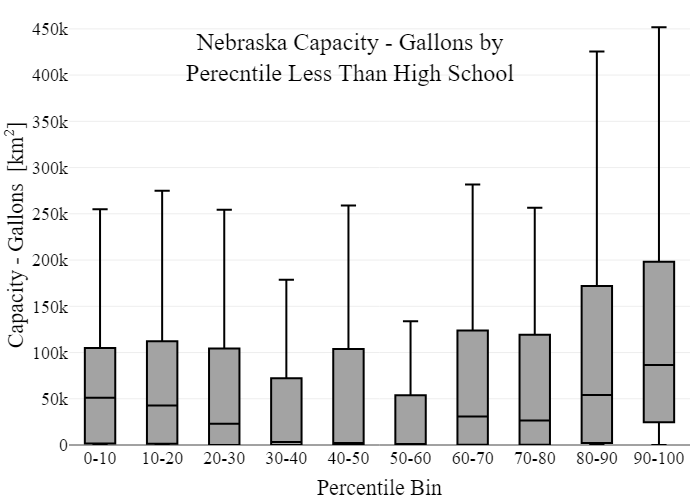 Nebraska Capacity - Gallons by
Perecntile Less Than High School
Capacity - Gallons [km²]
450k
400k
350k
300k
250k
200k
150k
100k
50k
0
0-10 10-20 20-30 30-40 40-50 50-60 60-70 70-80 80-90 90-100
Percentile Bin